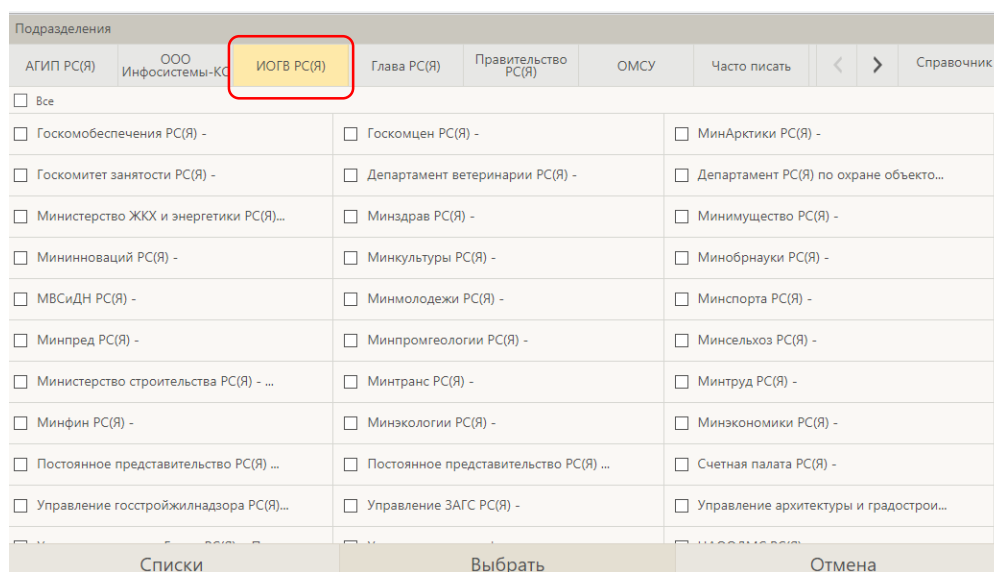 Подразделения
АГИП РС(Я)
ООО
Инфосистемы-КС
ИОГВ РС(Я)
Глава РС(Я)
Правительство
РС(Я)
ОМСУ
Часто писать
Справочник
Все
Госкомобеспечения РС(Я) -
Госкомцен РС(Я) -
МинАрктики РС(Я) -
Госкомитет занятости РС(Я) -
Департамент ветеринарии РС(Я) -
Департамент РС(Я) по охране объекто...
Министерство ЖКХ и энергетики РС(Я)...
Минздрав РС(Я) -
Минимущество РС(Я) -
Мининноваций РС(Я) -
Минкультуры РС(Я) -
Минобрнауки РС(Я) -
МВСиДН РС(Я) -
Минмолодежи РС(Я) -
Минспорта РС(Я) -
Минпред РС(Я) -
Минпромгеологии РС(Я) -
Минсельхоз РС(Я) -
Министерство строительства РС(Я) - ...
Минтранс РС(Я) -
Минтруд РС(Я) -
Минфин РС(Я) -
Минэкологии РС(Я) -
Минэкономики РС(Я) -
Постоянное представительство РС(Я) ...
Постоянное представительство РС(Я) ...
Счетная палата РС(Я) -
Управление госстройжилнадзора РС(Я)...
Управление ЗАГС РС(Я) -
Управление архитектуры и градострои...
Списки
Выбрать
Отмена